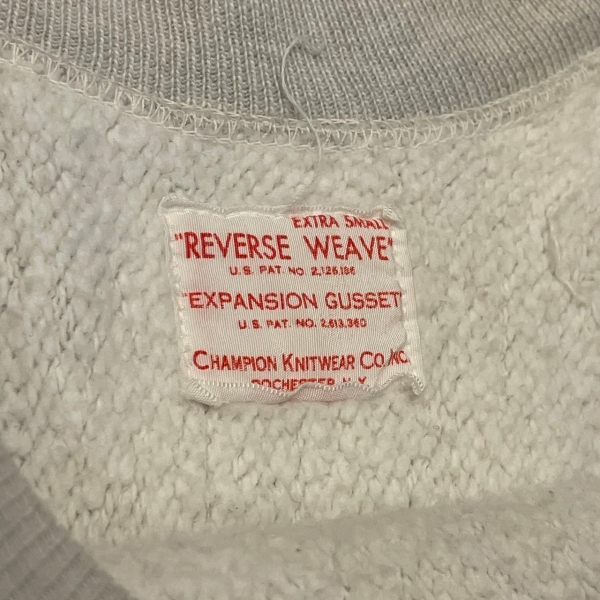 EXTRA SMALL
"REVERSE WEAVE"
U.S. PAT. NO. 2,126,186
"EXPANSION GUSSET
U.S. PAT. NO. 2,613,360
CHAMPION KNITWEAR CO. INC.
ROCHESTER, N.Y.